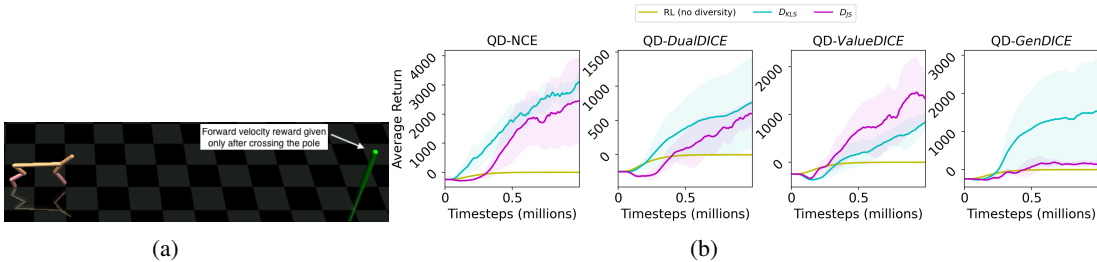 RL (no diversity) D_KLS D_JS
QD-NCE QD-DualDICE QD-ValueDICE QD-GenDICE
Forward velocity reward given
only after crossing the pole
Average Return
4000
3000
2000
1000
0
0 0.5
Timesteps (millions)
1500
1000
500
0
0 0.5
Timesteps (millions)
2000
1000
0
0 0.5
Timesteps (millions)
3000
2000
1000
0
0 0.5
Timesteps (millions)
(a) (b)